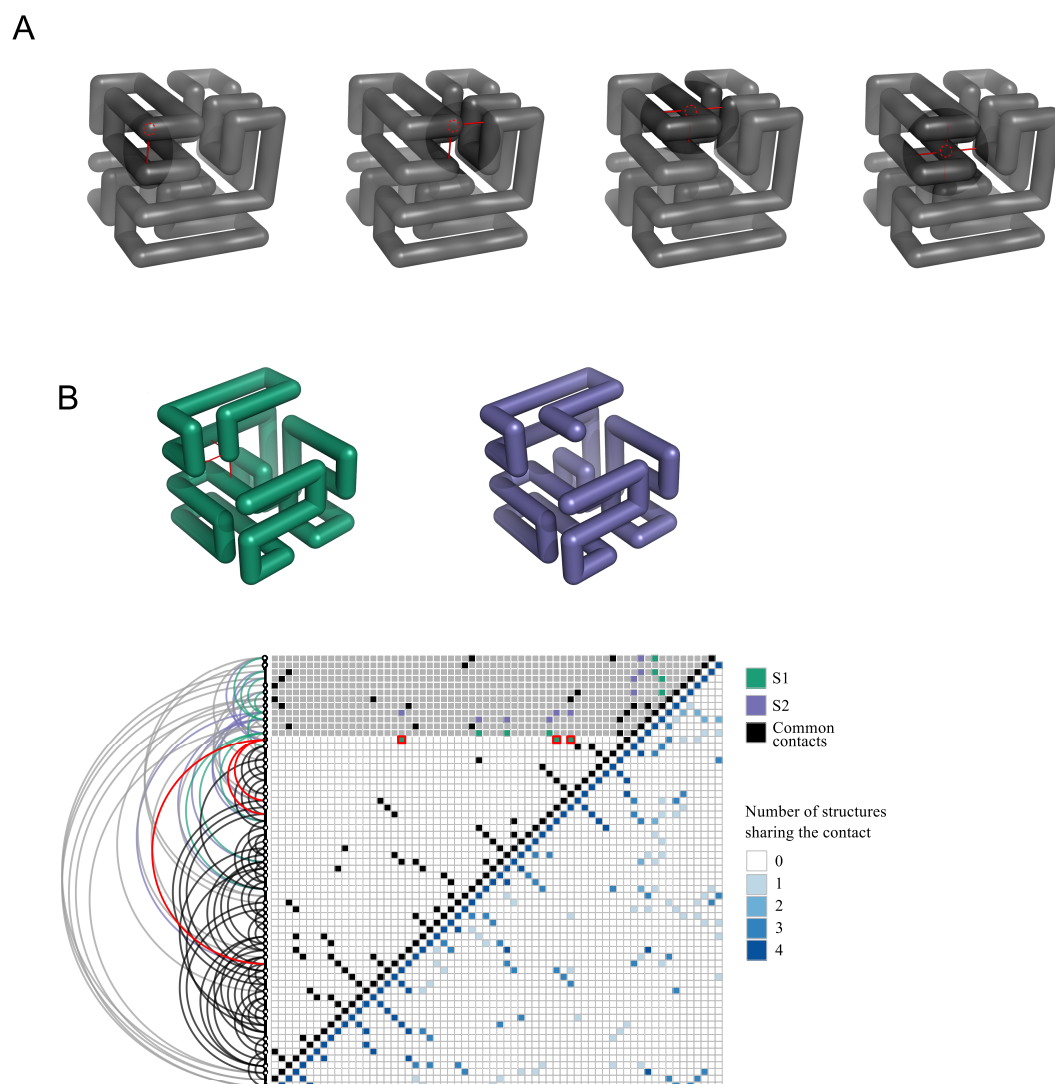 A
B
S1
S2
Common
contacts
Number of structures
sharing the contact
0
1
2
3
4